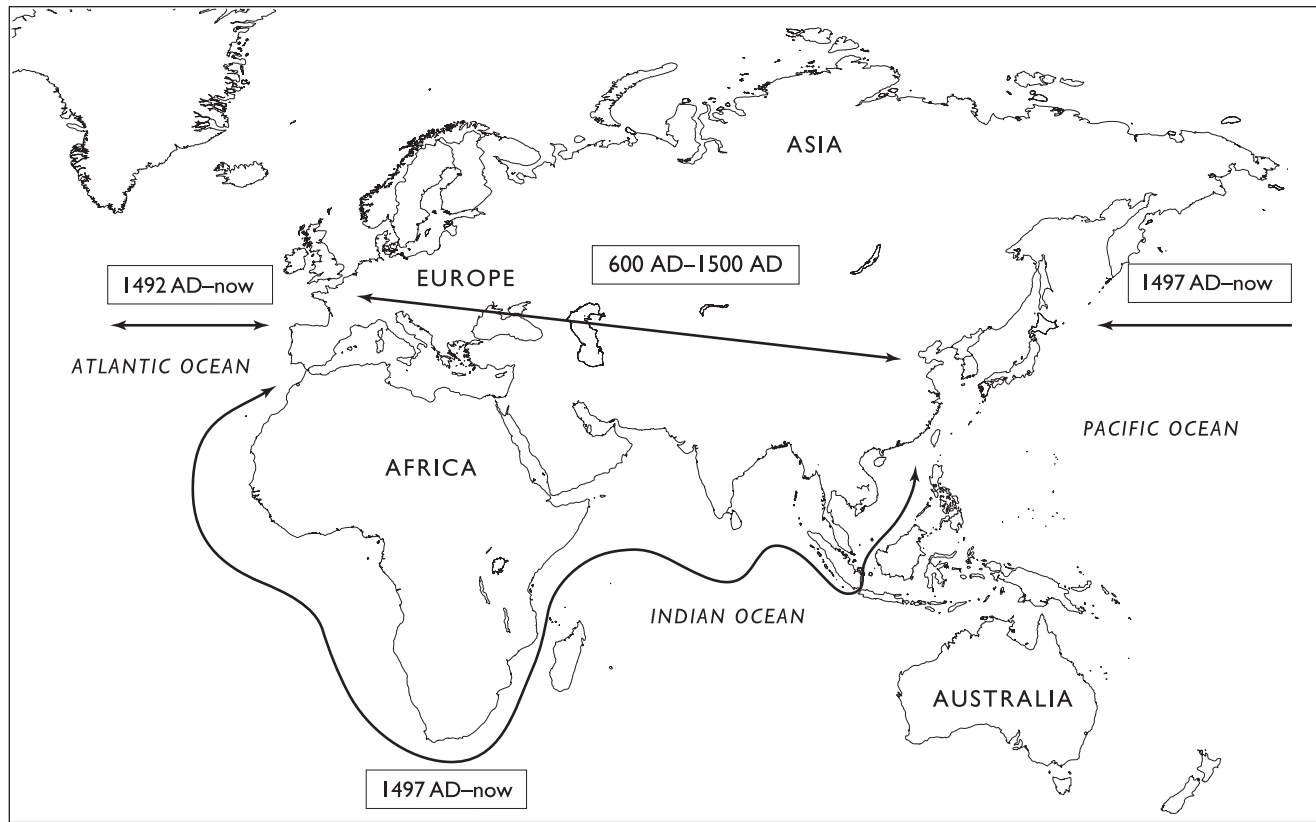 ASIA
600 AD–1500 AD
EUROPE
1492 AD–now
1497 AD–now
ATLANTIC OCEAN
PACIFIC OCEAN
AFRICA
INDIAN OCEAN
AUSTRALIA
1497 AD–now